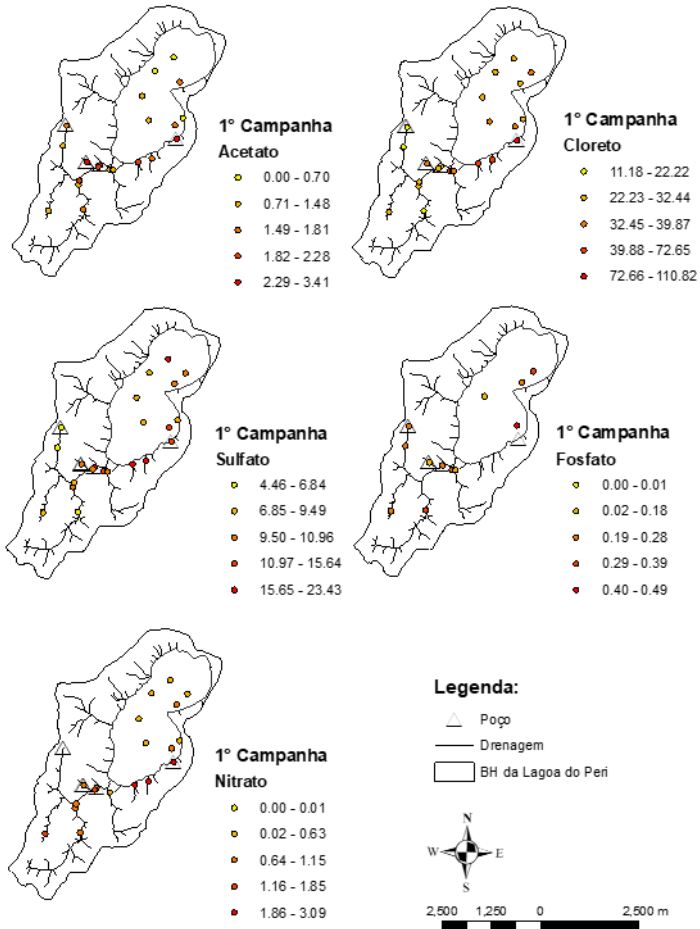 1° Campanha
Acetato
0.00 - 0.70
0.71 - 1.48
1.49 - 1.81
1.82 - 2.28
2.29 - 3.41
1° Campanha
Cloreto
11.18 - 22.22
22.23 - 32.44
32.45 - 39.87
39.88 - 72.65
72.66 - 110.82
1° Campanha
Sulfato
4.46 - 6.84
6.85 - 9.49
9.50 - 10.96
10.97 - 15.64
15.65 - 23.43
1° Campanha
Fosfato
0.00 - 0.01
0.02 - 0.18
0.19 - 0.28
0.29 - 0.39
0.40 - 0.49
1° Campanha
Nitrato
0.00 - 0.01
0.02 - 0.63
0.64 - 1.15
1.16 - 1.85
1.86 - 3.09
Legenda:
Poço
Drenagem
BH da Lagoa do Peri
N
W E
S
2,500 1,250 0 2,500 m